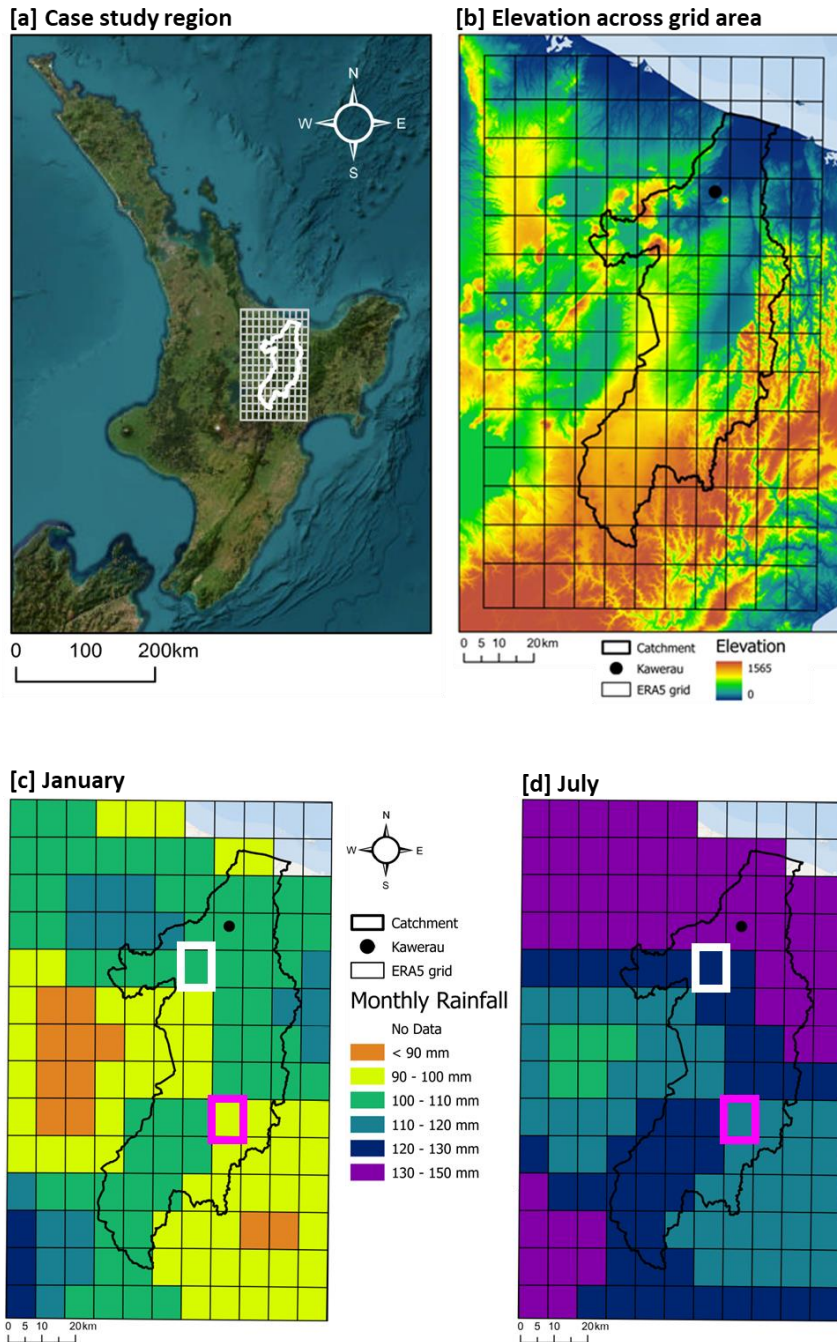 [a] Case study region
N
W E
S
0 100 200km
[b] Elevation across grid area
0 5 10 20km
Catchment
Kawerau
ERA5 grid
Elevation
1565
0
[c] January
0 5 10 20km
N
W E
S
Catchment
Kawerau
ERA5 grid
Monthly Rainfall
No Data
< 90 mm
90 - 100 mm
100 - 110 mm
110 - 120 mm
120 - 130 mm
130 - 150 mm
[d] July
0 5 10 20km